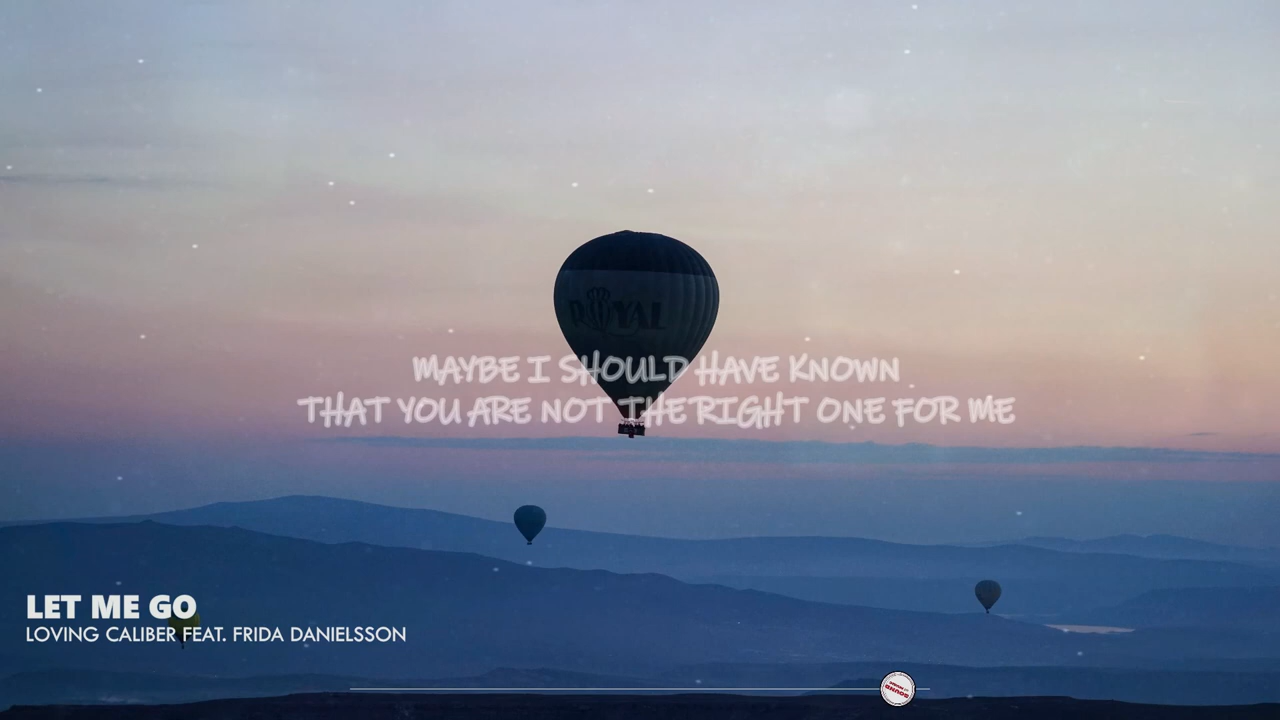 ROYAL
MAYBE I SHOULD HAVE KNOWN
THAT YOU ARE NOT THE RIGHT ONE FOR ME
LET ME GO
LOVING CALIBER FEAT. FRIDA DANIELSSON